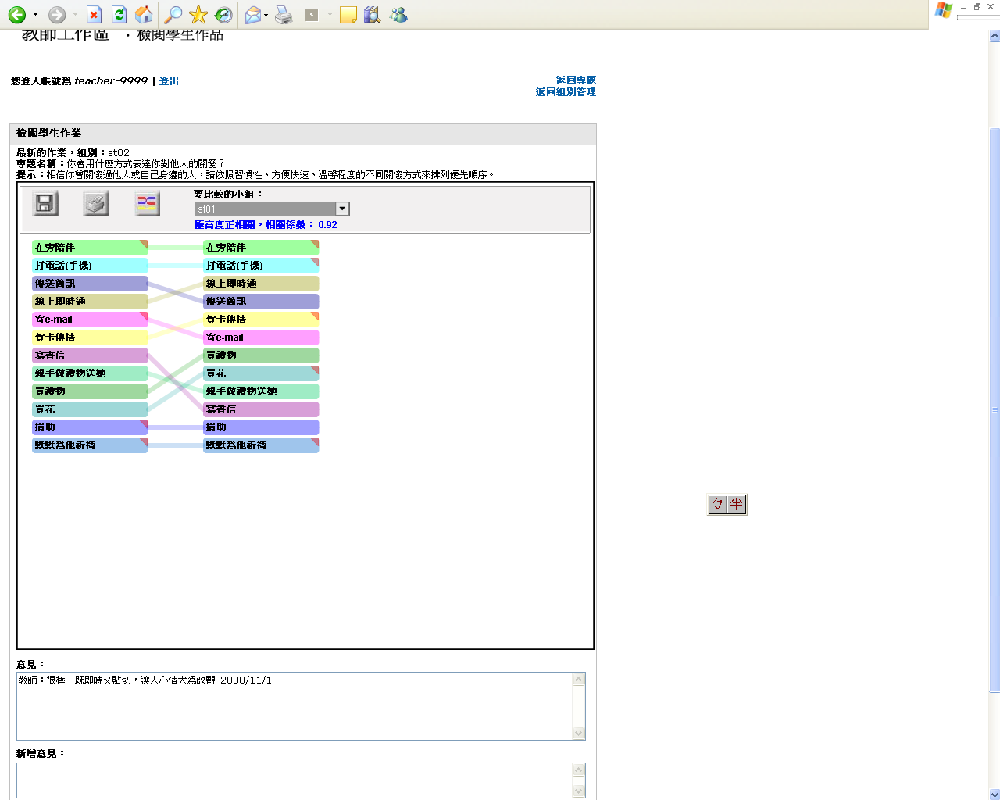 教師工作區 ‧檢閱學生作品
您登入帳號為 teacher-9999 | 登出
返回專題
返回組別管理
檢閱學生作業
最新的作業，組別：st02
專題名稱：你會用什麼方式表達你對他人的關愛？
提示：相信你曾關懷過他人或自己身邊的人，請依照習慣性、方便快速、溫馨程度的不同關懷方式來排列優先順序。
要比較的小組：
st01
極高度正相關，相關係數： 0.92
在旁陪伴 在旁陪伴
打電話(手機) 打電話(手機)
傳送簡訊 線上即時通
線上即時通 傳送簡訊
寄e-mail 賀卡傳情
賀卡傳情 寄e-mail
寫書信 買禮物
親手做禮物送她 買花
買禮物 親手做禮物送她
買花 寫書信
捐助 捐助
默默為他祈禱 默默為他祈禱
ㄅ半
意見：
教師：很棒！既即時又貼切，讓人心情大為改觀 2008/11/1
新增意見：